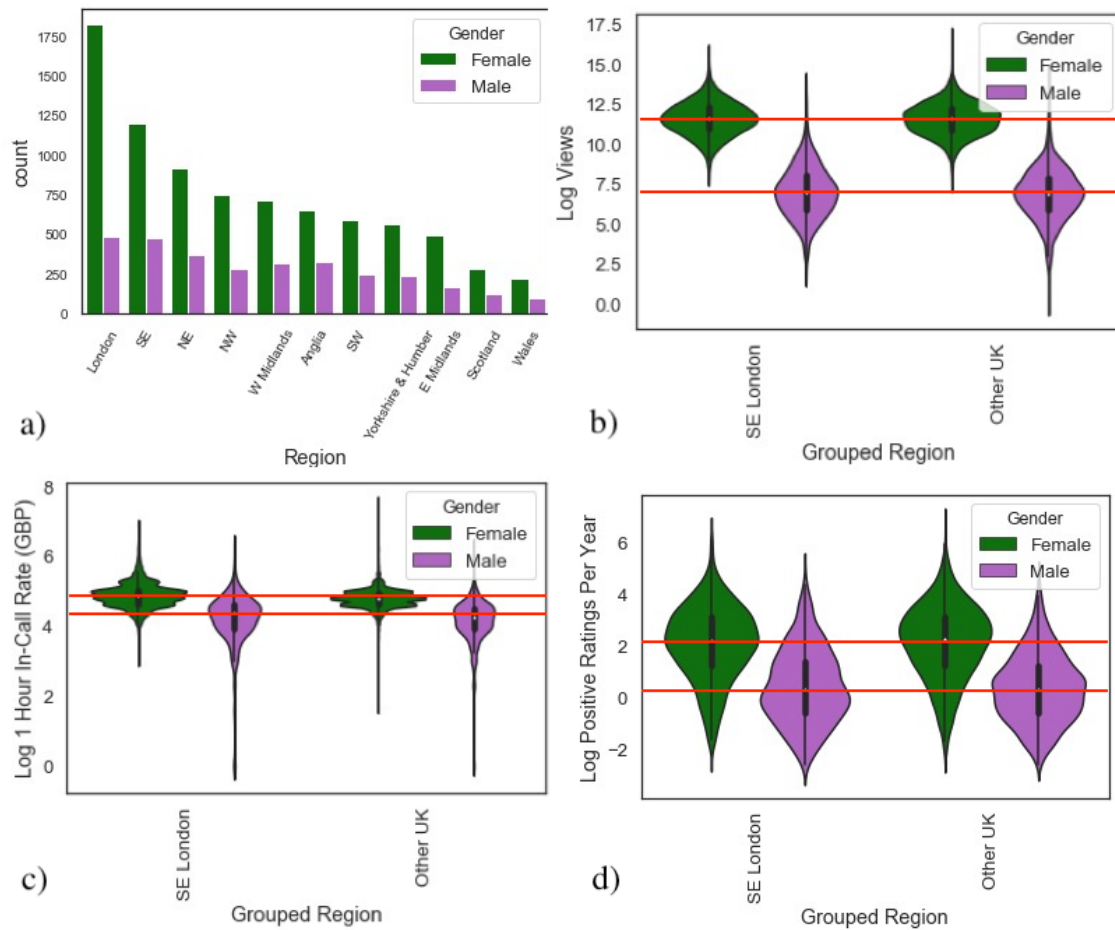 1750
1500
1250
1000
750
500
250
0
count
Gender
Female
Male
London
SE
NE
NW
W Midlands
Anglia
SW
Yorkshire & Humber
E Midlands
Scotland
Wales
Region
a)
17.5
15.0
12.5
10.0
7.5
5.0
2.5
0.0
Log Views
Gender
Female
Male
SE London
Other UK
Grouped Region
b)
8
6
4
2
0
Log 1 Hour In-Call Rate (GBP)
Gender
Female
Male
SE London
Other UK
Grouped Region
c)
6
4
2
0
−2
Log Positive Ratings Per Year
Gender
Female
Male
SE London
Other UK
Grouped Region
d)